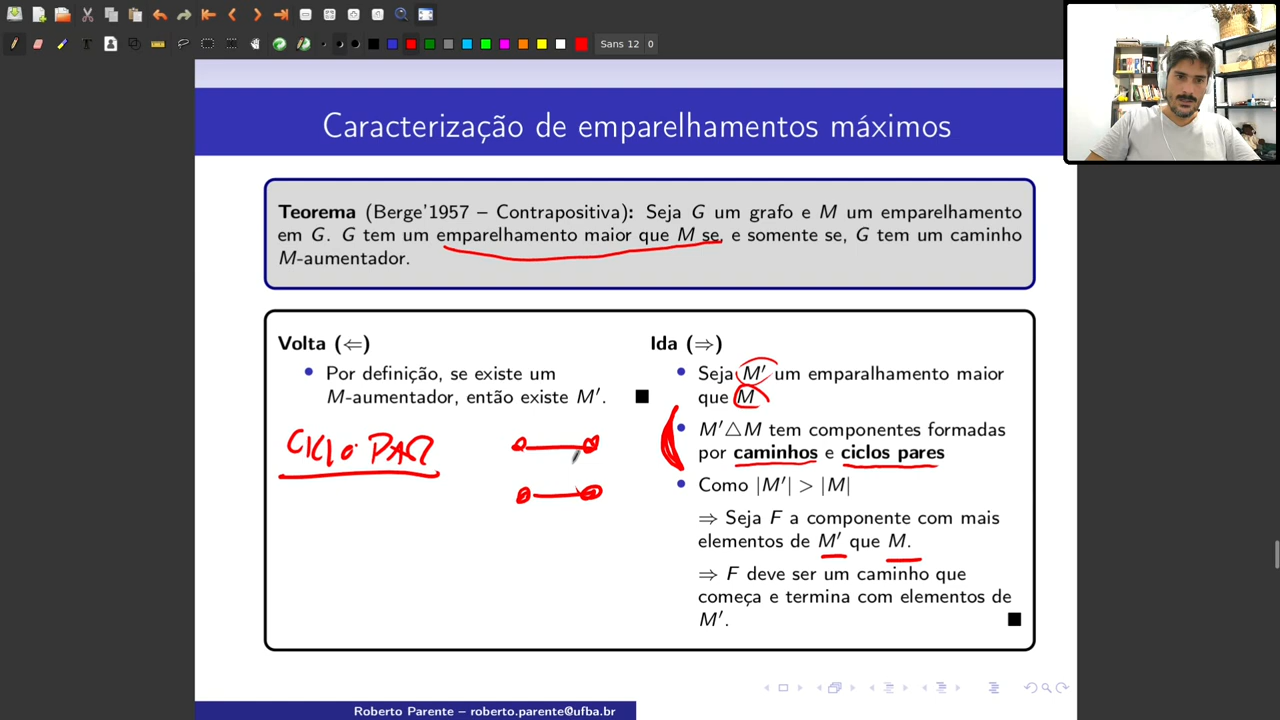 Sans 12 0
Caracterização de emparelhamentos máximos
Teorema (Berge'1957 – Contrapositiva): Seja G um grafo e M um emparelhamento
em G. G tem um emparelhamento maior que M se, e somente se, G tem um caminho
M-aumentador.
Volta (⇐)
• Por definição, se existe um
M-aumentador, então existe M′. ■
CICLO PAR
Ida (⇒)
• Seja M′ um emparalhamento maior
que M
• M′△M tem componentes formadas
por caminhos e ciclos pares
• Como |M′| > |M|
⇒ Seja F a componente com mais
elementos de M′ que M.
⇒ F deve ser um caminho que
começa e termina com elementos de
M′. ■
Roberto Parente – roberto.parente@ufba.br